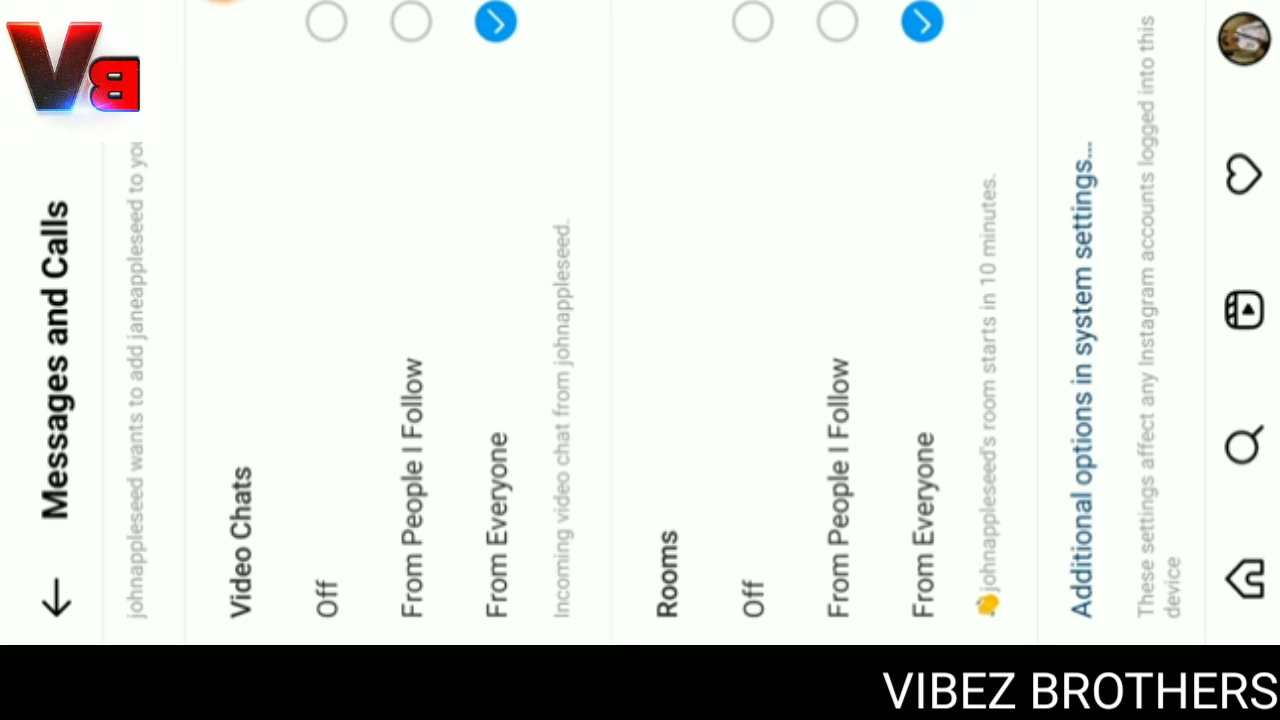 VB
Messages and Calls
johnappleseed wants to add janeappleseed to
Video Chats
Off
From People I Follow
From Everyone
Incoming video chat from johnappleseed.
Rooms
Off
From People I Follow
From Everyone
👋johnappleseed's room starts in 10 minutes.
Additional options in system settings...
These settings affect any Instagram accounts logged into this
device
VIBEZ BROTHERS